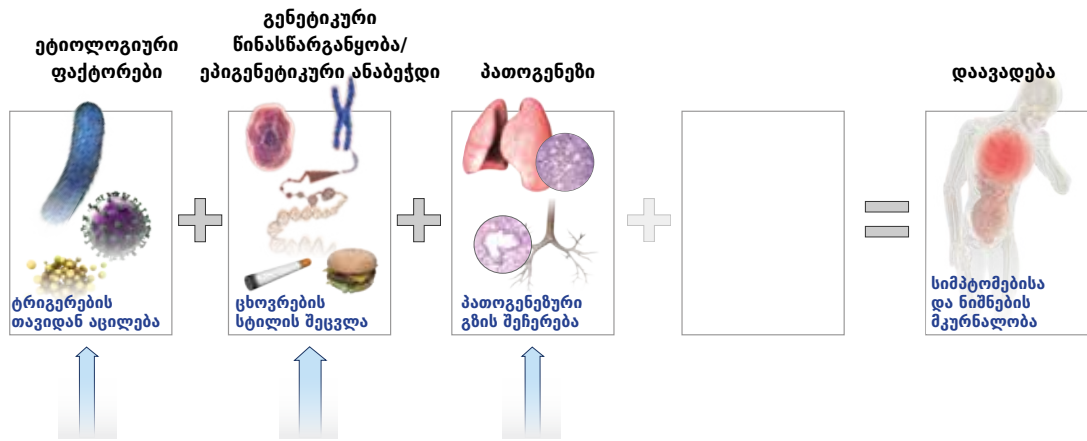 ეტიოლოგიური
ფაქტორები
გენეტიკური
წინასწარგანყობა/
ეპიგენეტიკური ანაბეჭდი
პათოგენეზი
დაავადება
ტრიგერების
თავიდან აცილება
ცხოვრების
სტილის შეცვლა
პათოგენეზური
გზის შეჩერება
სიმპტომებისა
და ნიშნების
მკურნალობა